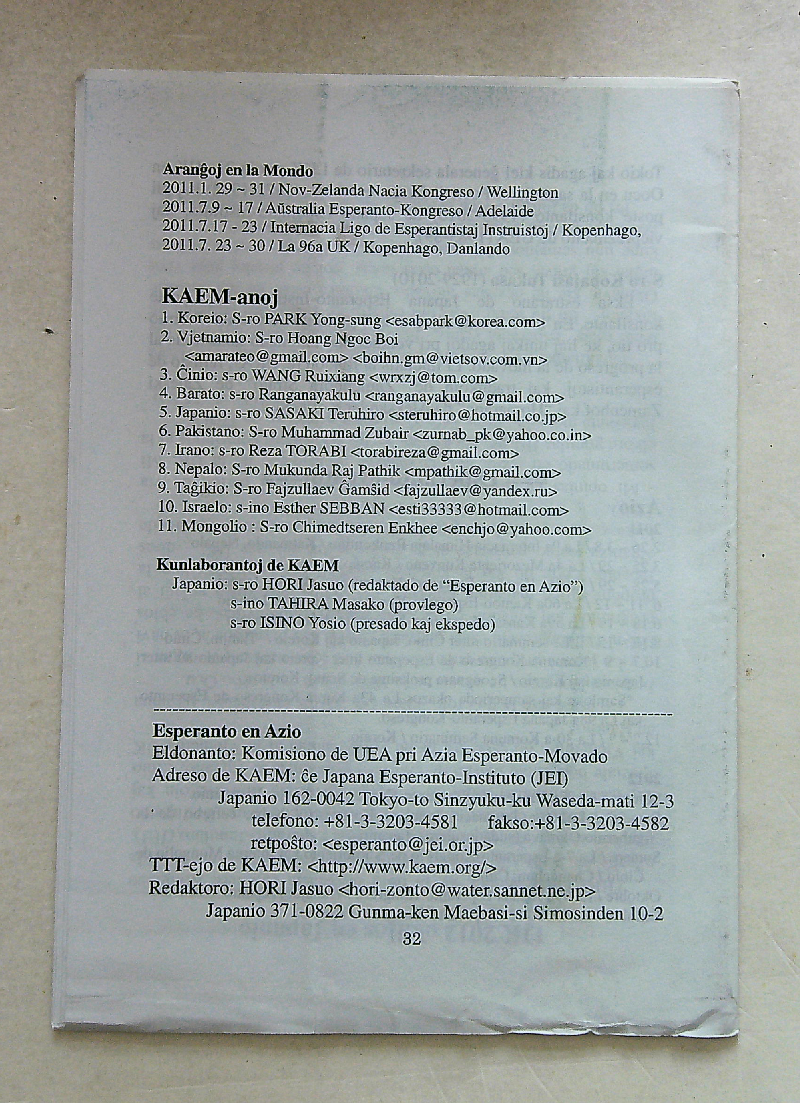 Aranĝoj en la Mondo
2011.1. 29 ~ 31 / Nov-Zelanda Nacia Kongreso / Wellington
2011.7.9 ~ 17 / Aŭstralia Esperanto-Kongreso / Adelaide
2011.7.17 - 23 / Internacia Ligo de Esperantistaj Instruistoj / Kopenhago,
2011.7. 23 ~ 30 / La 96a UK / Kopenhago, Danlando
KAEM-anoj
1. Koreio: S-ro PARK Yong-sung <esabpark@korea.com>
2. Vjetnamio: S-ro Hoang Ngoc Boi
<amarateo@gmail.com> <boihn.gm@vietsov.com.vn>
3. Ĉinio: s-ro WANG Ruixiang <wrxzj@tom.com>
4. Barato: s-ro Ranganayakulu <ranganayakulu@gmail.com>
5. Japanio: s-ro SASAKI Teruhiro <steruhiro@hotmail.co.jp>
6. Pakistano: S-ro Muhammad Zubair <zurnab_pk@yahoo.co.in>
7. Irano: s-ro Reza TORABI <torabireza@gmail.com>
8. Nepalo: S-ro Mukunda Raj Pathik <mpathik@gmail.com>
9. Taĝikio: S-ro Fajzullaev Ĝamŝid <fajzullaev@yandex.ru>
10. Israelo: s-ino Esther SEBBAN <esti33333@hotmail.com>
11. Mongolio : S-ro Chimedtseren Enkhee <enchjo@yahoo.com>
Kunlaborantoj de KAEM
Japanio: s-ro HORI Jasuo (redaktado de “Esperanto en Azio”)
s-ino TAHIRA Masako (provlego)
s-ro ISINO Yosio (presado kaj ekspedo)
Esperanto en Azio
Eldonanto: Komisiono de UEA pri Azia Esperanto-Movado
Adreso de KAEM: ĉe Japana Esperanto-Instituto (JEI)
Japanio 162-0042 Tokyo-to Sinzyuku-ku Waseda-mati 12-3
telefono: +81-3-3203-4581 fakso:+81-3-3203-4582
retpoŝto: <esperanto@jei.or.jp>
TTT-ejo de KAEM: <http://www.kaem.org/>
Redaktoro: HORI Jasuo <hori-zonto@water.sannet.ne.jp>
Japanio 371-0822 Gunma-ken Maebasi-si Simosinden 10-2
32